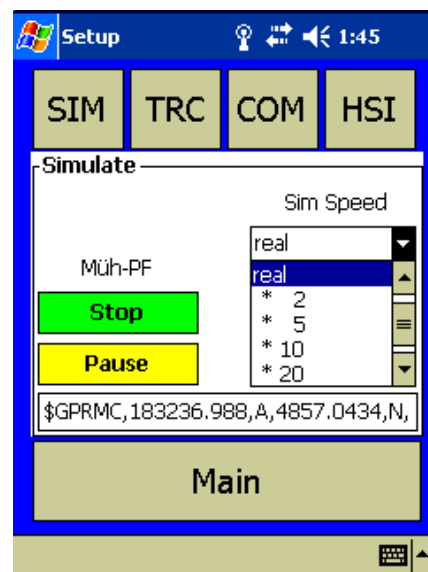 Setup 1:45
SIM TRC COM HSI
Simulate
Sim Speed
real
Müh-PF
real
* 2
Stop
* 5
* 10
Pause
* 20
$GPRMC,183236.988,A,4857.0434,N,
Main